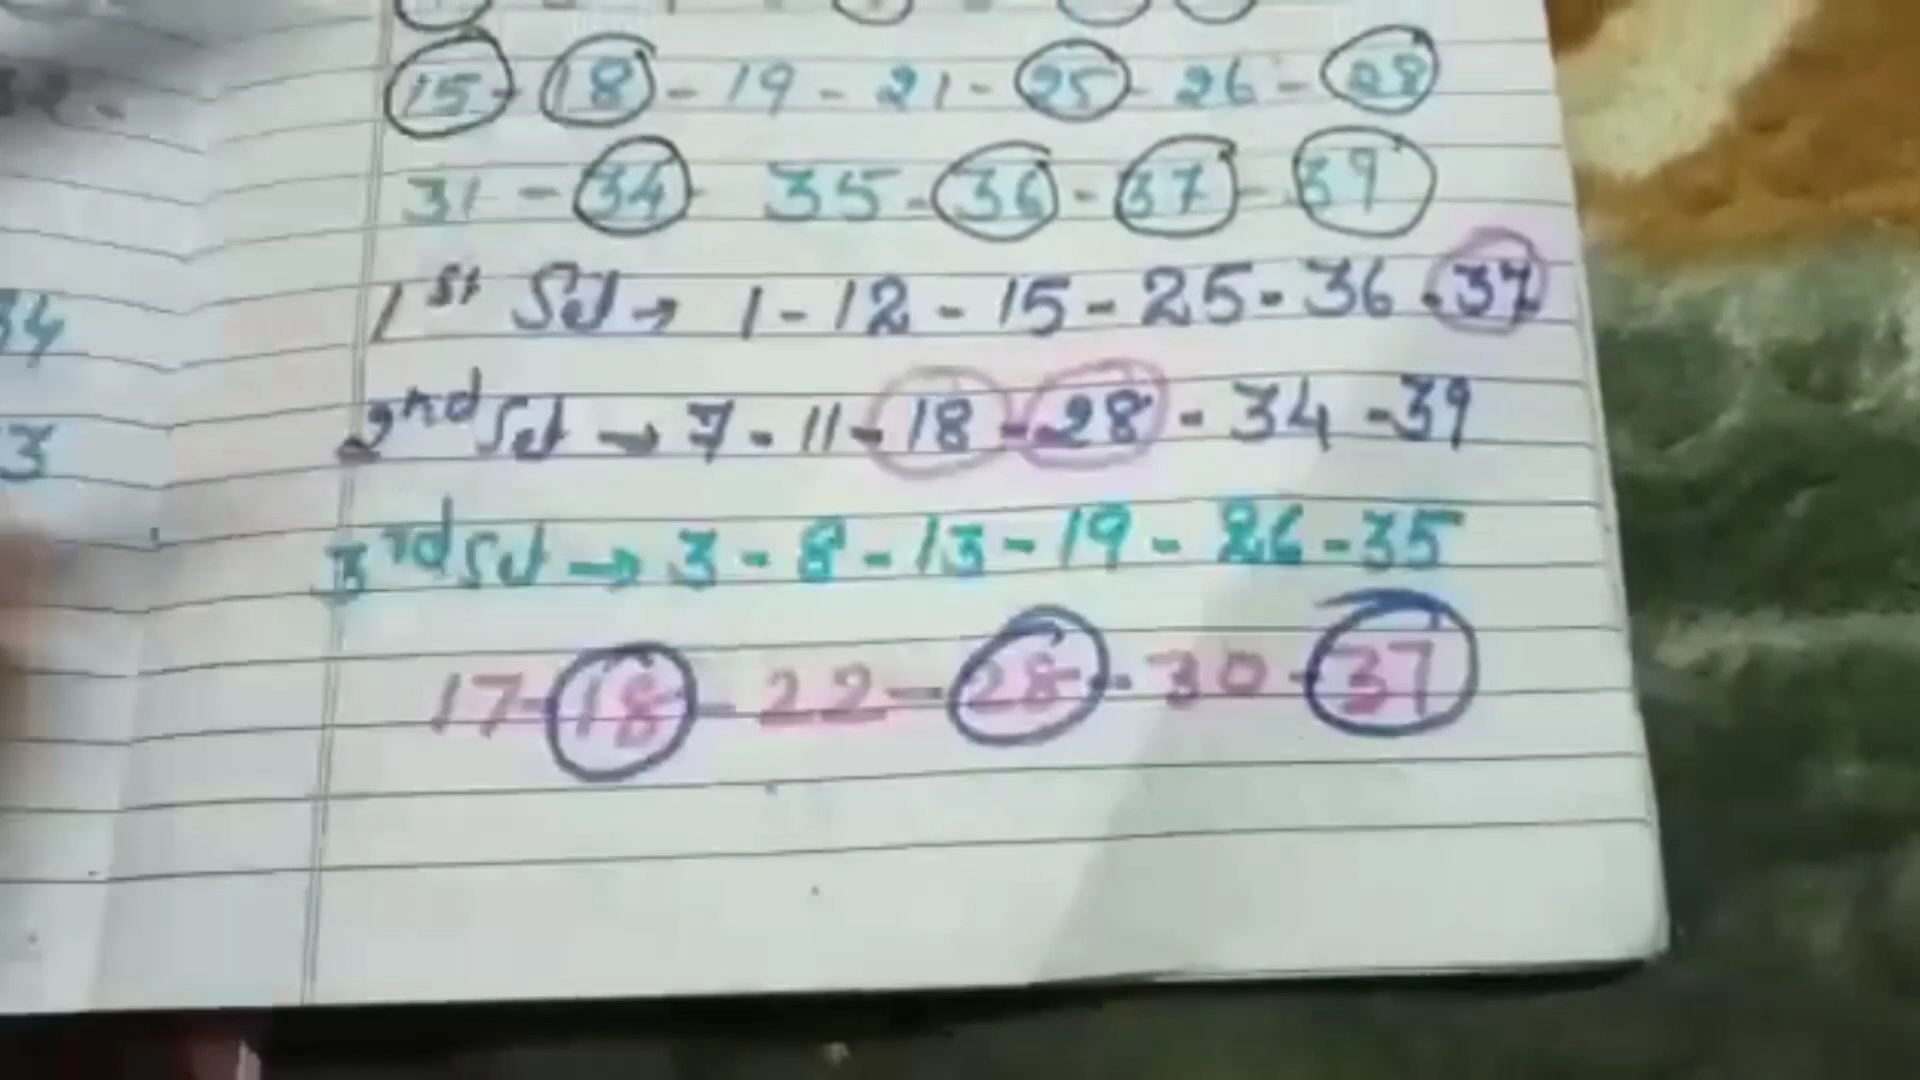 15 - 18 - 19 - 21 - 25 - 26 - 28
31 - 34 - 35 - 36 - 37 - 39
1st Set → 1 - 12 - 15 - 25 - 36 - 37
2nd Set → 7 - 11 - 18 - 28 - 34 - 39
3rd Set → 3 - 8 - 13 - 19 - 26 - 35
17 - 18 - 22 - 28 - 30 - 37
34
3